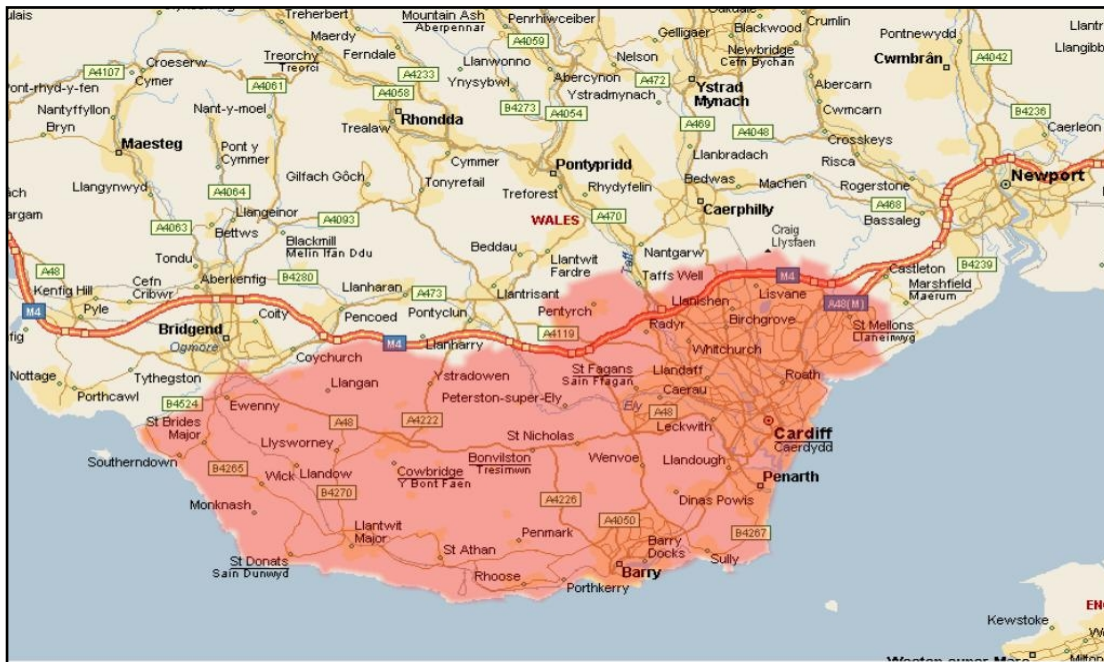 Treherbert
Mountain Ash
Aberpennar
Penrhiwceiber
Gelligaer
Oakdale
Crumlin
Maerdy
A4059
Blackwood
Pontnewydd
Croeserw
Treorchy
Treorci
Ferndale
Llanwonno
Nelson
Newbridge
Cefn Bychan
Cwmbrân
A4042
A4107
Cymer
A4061
A4233
Ynysybwl
Abercynon
A472
Ystrad
Mynach
Abercarn
Pont-rhyd-y-fen
A4058
B4273
Ystradmynach
Nantyffyllon
Nant-y-moel
Rhondda
A4054
A469
Cwmcarn
B4236
Bryn
Trealaw
A4048
Crosskeys
Caerleon
Maesteg
Pont y
Cymmer
Cymmer
Pontypridd
Llanbradach
Risca
Llangynwyd
A4064
Gilfach Gôch
Tonyrefail
Treforest
Rhydyfelin
Bedwas
Machen
Rogerstone
Newport
Llangeinor
A4093
WALES
A470
Caerphilly
A468
Bassaleg
A4063
Bettws
Blackmill
Melin Ifan Ddu
Beddau
Nantgarw
Craig
Llysfaen
Tondu
Llantwit
Fardre
Taff
A48
Cefn
Cribwr
Aberkenfig
B4280
Taffs Well
M4
Castleton
B4239
Kenfig Hill
Llanharan
A473
Llantrisant
Marshfield
Maerum
M4
Pyle
Coity
Pencoed
Pontyclun
Pentyrch
Llanishen
Lisvane
A48(M)
Bridgend
Ogmore
M4
Llanharry
A4119
Radyr
Birchgrove
St Mellons
Llaneirwyg
Coychurch
Whitchurch
Nottage
Tythegston
Ystradowen
St Fagans
Sain Ffagan
Llandaff
Roath
Porthcawl
Llangan
Caerau
B4524
Ewenny
Peterston-super-Ely
Ely
A48
A4222
A48
Leckwith
St Brides
Major
Llysworney
St Nicholas
Cardiff
Caerdydd
Southerndown
B4265
Wick
Llandow
Cowbridge
Y Bont Faen
Bonvilston
Tresimwn
Wenvoe
Llandough
Penarth
Monknash
B4270
A4226
Dinas Powis
Llantwit
Major
Penmark
A4050
B4267
St Donats
Sain Dunwyd
St Athan
Barry
Docks
Sully
Rhoose
Barry
Porthkerry
Kewstoke